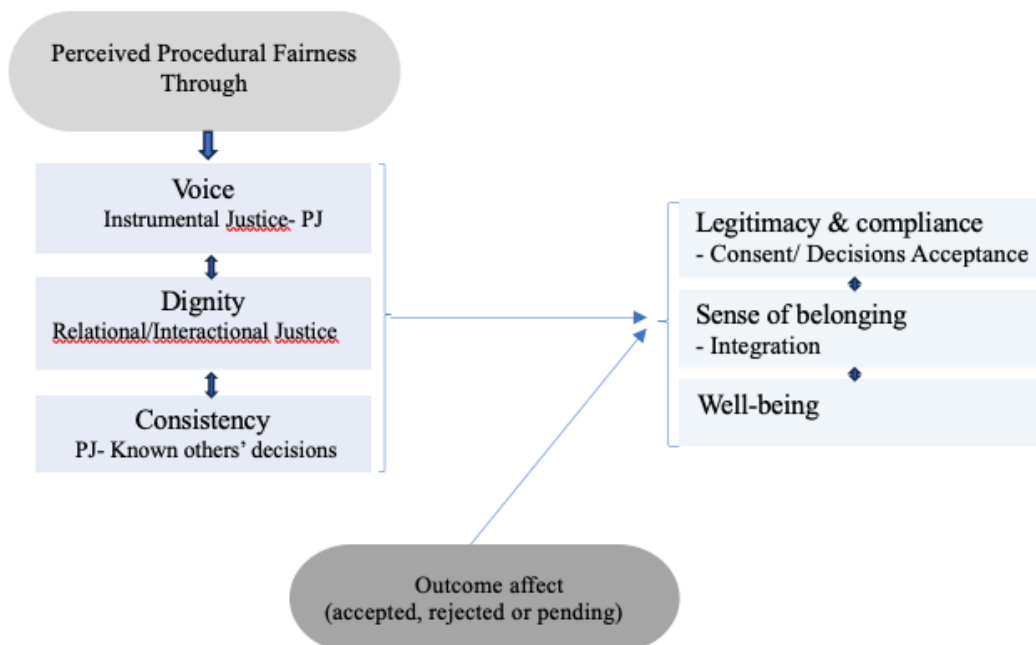 Perceived Procedural Fairness
Through
Voice
Instrumental Justice- PJ
Dignity
Relational/Interactional Justice
Consistency
PJ- Known others’ decisions
Legitimacy & compliance
- Consent/ Decisions Acceptance
Sense of belonging
- Integration
Well-being
Outcome affect
(accepted, rejected or pending)